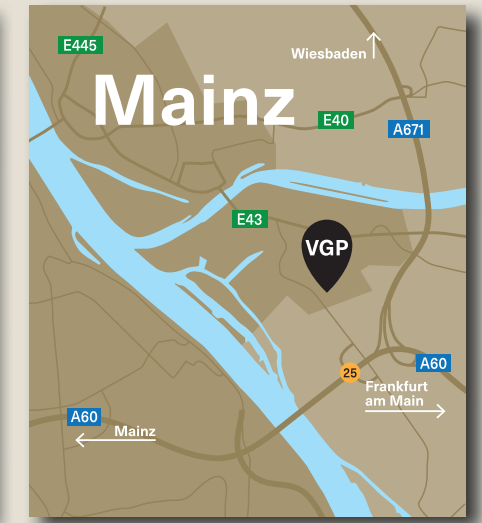 E445
Wiesbaden
Mainz
E40
A671
E43
VGP
A60
25
Frankfurt
am Main
A60
Mainz